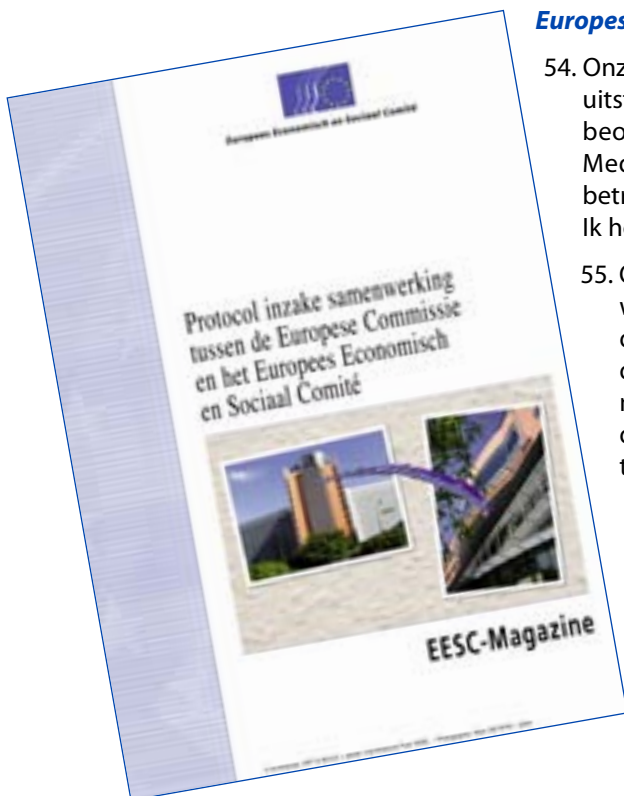 Europees Economisch en Sociaal Comité
Protocol inzake samenwerking
tussen de Europese Commissie
en het Europees Economisch
en Sociaal Comité
EESC-Magazine
Europes
54. Onz
uitst
beo
Med
betr
Ik h
55. O
v
t